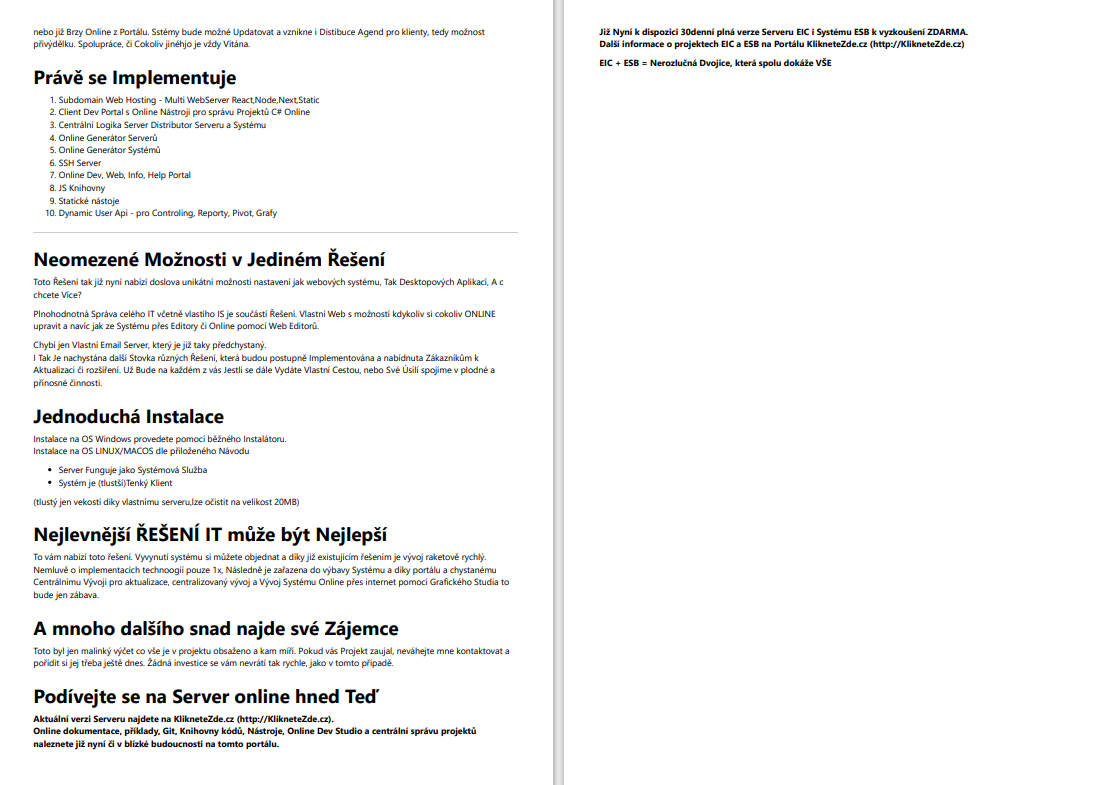 nebo již Brzy Online z Portálu. Sstémy bude možné Updatovat a vznikne i Distibuce Agend pro klienty, tedy možnost
přivýdělku. Spolupráce, či Cokoliv jinéhjo je vždy Vítána.
Právě se Implementuje
1. Subdomain Web Hosting - Multi WebServer React,Node,Next,Static
2. Client Dev Portal s Online Nástroji pro správu Projektů C# Online
3. Centrální Logika Server Distributor Serveru a Systému
4. Online Generátor Serverů
5. Online Generátor Systémů
6. SSH Server
7. Online Dev, Web, Info, Help Portal
8. JS Knihovny
9. Statické nástoje
10. Dynamic User Api - pro Controling, Reporty, Pivot, Grafy
Neomezené Možnosti v Jediném Řešení
Toto Řešení tak již nyní nabízí doslova unikátní možnosti nastavení jak webových systému, Tak Desktopových Aplikací, A c
chcete Více?
Plnohodnotná Správa celého IT včetně vlastího IS je součástí Řešení. Vlastní Web s možností kdykoliv si cokoliv ONLINE
upravit a navíc jak ze Systému přes Editory či Online pomocí Web Editorů.
Chybí jen Vlastní Email Server, který je již taky předchystaný.
I Tak Je nachystána další Stovka různých Řešení, která budou postupně Implementována a nabídnuta Zákazníkům k
Aktualizaci či rozšíření. Už Bude na každém z vás Jestli se dále Vydáte Vlastní Cestou, nebo Své Úsilí spojíme v plodné a
přínosné činnosti.
Jednoduchá Instalace
Instalace na OS Windows provedete pomocí běžného Instalátoru.
Instalace na OS LINUX/MACOS dle přiloženého Návodu
• Server Funguje jako Systémová Služba
• Systém je (tlustší)Tenký Klient
(tlustý jen vekostí díky vlastnímu serveru,lze očistit na velikost 20MB)
Nejlevnější ŘEŠENÍ IT může být Nejlepší
To vám nabízí toto řešení. Vyvynutí systému si můžete objednat a díky již existujícím řešením je vývoj raketově rychlý.
Nemluvě o implementacích technoogií pouze 1x, Následně je zařazena do výbavy Systému a díky portálu a chystanému
Centrálnímu Vývoji pro aktualizace, centralizovaný vývoj a Vývoj Systému Online přes internet pomocí Grafického Studia to
bude jen zábava.
A mnoho dalšího snad najde své Zájemce
Toto byl jen malinký výčet co vše je v projektu obsaženo a kam míří. Pokud vás Projekt zaujal, neváhejte mne kontaktovat a
pořídit si jej třeba ještě dnes. Žádná investice se vám nevrátí tak rychle, jako v tomto případě.
Podívejte se na Server online hned Teď
Aktuální verzi Serveru najdete na KlikneteZde.cz (http://KlikneteZde.cz).
Online dokumentace, příklady, Git, Knihovny kódů, Nástroje, Online Dev Studio a centrální správu projektů
naleznete již nyní či v blízké budoucnosti na tomto portálu.
Již Nyní k dispozici 30denní plná verze Serveru EIC i Systému ESB k vyzkoušení ZDARMA.
Další informace o projektech EIC a ESB na Portálu KlikneteZde.cz (http://KlikneteZde.cz)
EIC + ESB = Nerozlučná Dvojice, která spolu dokáže VŠE